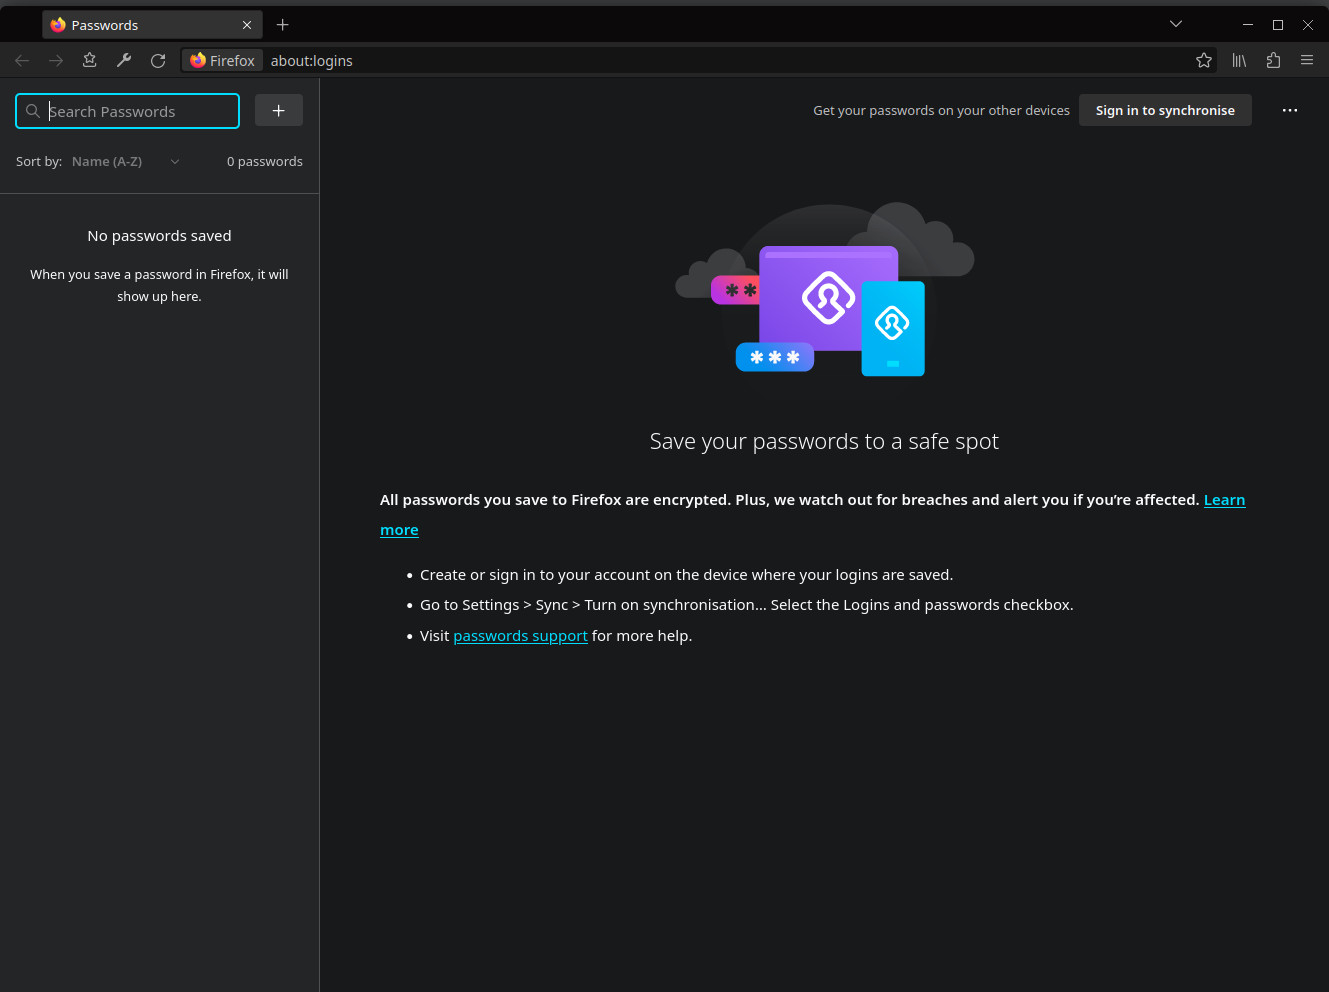 Passwords
Firefox about:logins
Search Passwords
Get your passwords on your other devices Sign in to synchronise
Sort by: Name (A-Z) 0 passwords
No passwords saved
When you save a password in Firefox, it will
show up here.
Save your passwords to a safe spot
All passwords you save to Firefox are encrypted. Plus, we watch out for breaches and alert you if you’re affected. Learn
more
• Create or sign in to your account on the device where your logins are saved.
• Go to Settings > Sync > Turn on synchronisation… Select the Logins and passwords checkbox.
• Visit passwords support for more help.